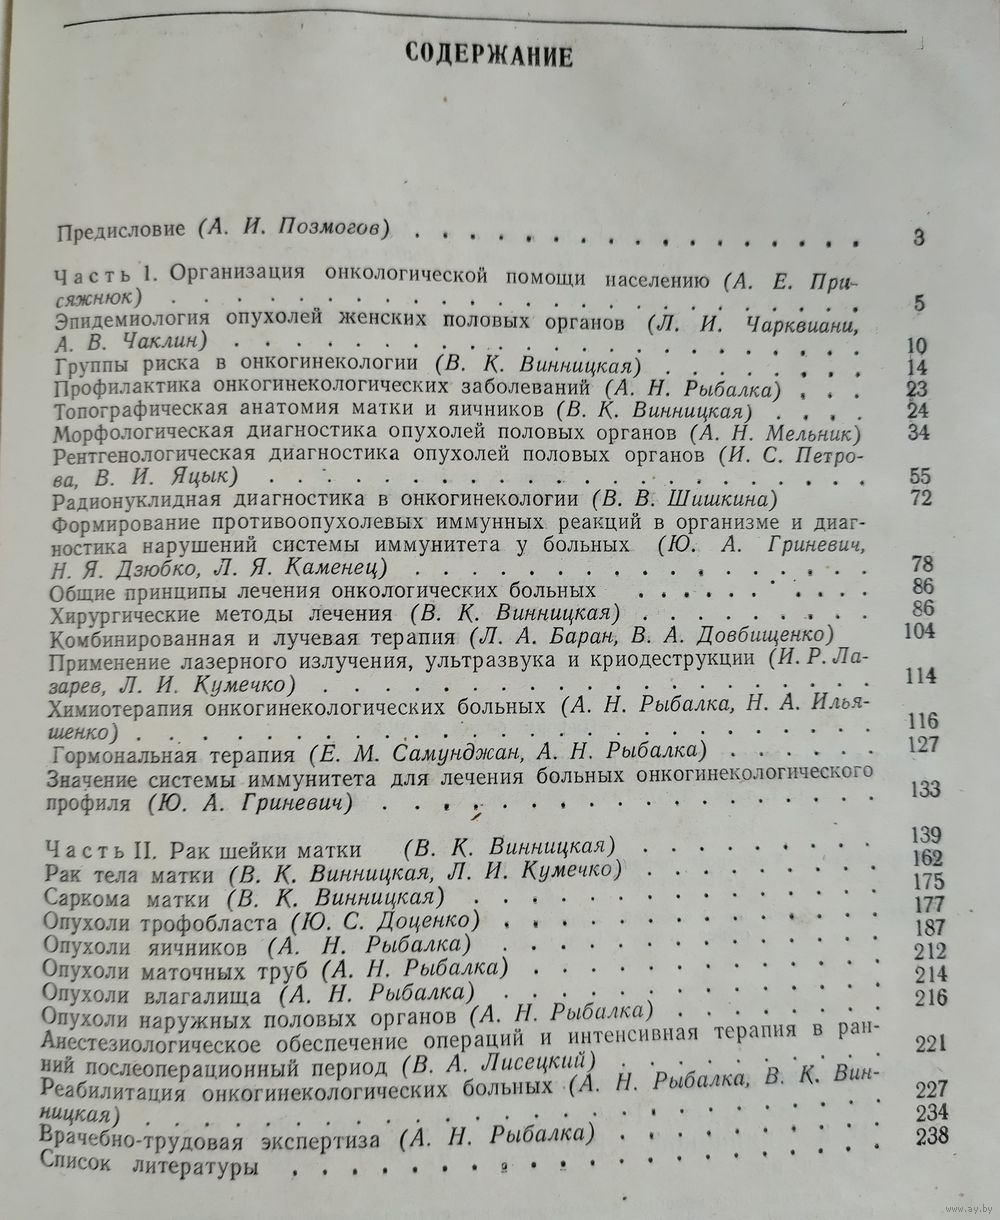 СОДЕРЖАНИЕ
Предисловие (А. И. Позмогов) . . . . . . . . . . . . . . . . . 3
Часть I. Организация онкологической помощи населению (А. Е. При-
сяжнюк) . . . . . . . . . . . . . . . . . . . . . . 5
Эпидемиология опухолей женских половых органов (Л. И. Чарквиани,
А. В. Чаклин) . . . . . . . . . . . . . . . . . . . . 10
Группы риска в онкогинекологии (В. К. Винницкая) . . . . . . . . 14
Профилактика онкогинекологических заболеваний (А. Н. Рыбалка) . . . 23
Топографическая анатомия матки и яичников (В. К. Винницкая) . . . . 24
Морфологическая диагностика опухолей половых органов (А. Н. Мельник) 34
Рентгенологическая диагностика опухолей половых органов (И. С. Петро-
ва, В. И. Яцык) . . . . . . . . . . . . . . . . . . . . 55
Радионуклидная диагностика в онкогинекологии (В. В. Шишкина) 72
Формирование противоопухолевых иммунных реакций в организме и диаг-
ностика нарушений системы иммунитета у больных (Ю. А. Гриневич,
Н. Я. Дзюбко, Л. Я. Каменец) . . . . . . . . . . . . . . . 78
Общие принципы лечения онкологических больных . . . . . . . . . . 86
Хирургические методы лечения (В. К. Винницкая) . . . . . . . . . 86
Комбинированная и лучевая терапия (Л. А. Баран, В. А. Довбищенко) 104
Применение лазерного излучения, ультразвука и криодеструкции (И. Р. Ла-
зарев, Л. И. Кумечко) . . . . . . . . . . . . . . . . . . 114
Химиотерапия онкогинекологических больных (А. Н. Рыбалка, Н. А. Илья-
шенко) . . . . . . . . . . . . . . . . . . . . . . . 116
Гормональная терапия (Е. М. Самунджан, А. Н. Рыбалка) . . . . . . 127
Значение системы иммунитета для лечения больных онкогинекологического
профиля (Ю. А. Гриневич) . . . . . . . . . . . . . . . . 133
Часть II. Рак шейки матки (В. К. Винницкая) . . . . . . . . . 139
Рак тела матки (В. К. Винницкая, Л. И. Кумечко) . . . . . . . . . 162
Саркома матки (В. К. Винницкая) . . . . . . . . . . . . . . 175
Опухоли трофобласта (Ю. С. Доценко) . . . . . . . . . . . . . 177
Опухоли яичников (А. Н. Рыбалка) . . . . . . . . . . . . . 187
Опухоли маточных труб (А. Н. Рыбалка) . . . . . . . . . . . . 212
Опухоли влагалища (А. Н. Рыбалка) . . . . . . . . . . . . . 214
Опухоли наружных половых органов (А. Н. Рыбалка) . . . . . . . . 216
Анестезиологическое обеспечение операций и интенсивная терапия в ран-
ний послеоперационный период (В. А. Лисецкий) . . . . . . . . . 221
Реабилитация онкогинекологических больных (А. Н. Рыбалка, В. К. Вин-
ницкая) . . . . . . . . . . . . . . . . . . . . . . . 227
Врачебно-трудовая экспертиза (А. Н. Рыбалка) . . . . . . . . . . 234
Список литературы . . . . . . . . . . . . . . . . . . . 238
www.ay.by